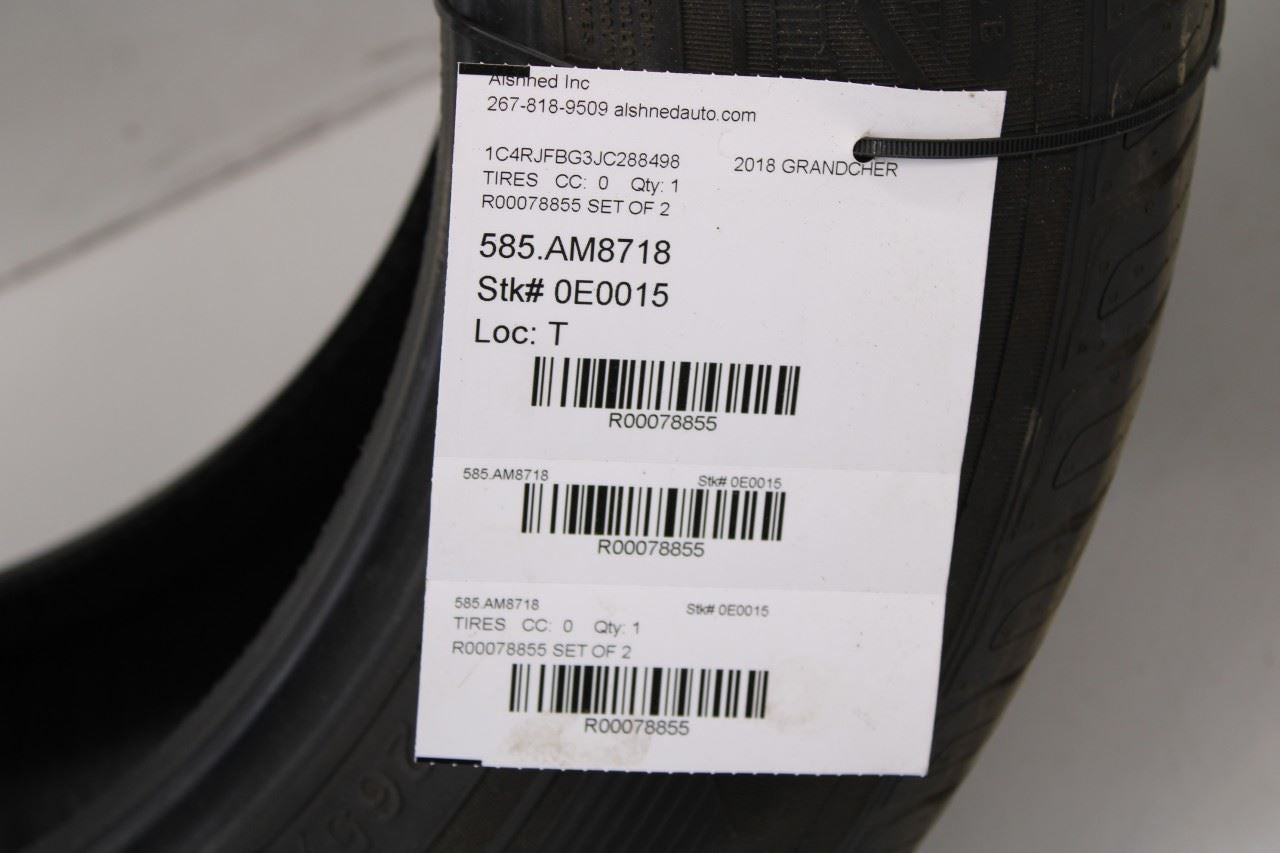 Alshned Inc
267-818-9509 alshnedauto.com
1C4RJFBG3JC288498 2018 GRANDCHER
TIRES CC: 0 Qty: 1
R00078855 SET OF 2
585.AM8718
Stk# 0E0015
Loc: T
R00078855
585.AM8718 Stk# 0E0015
R00078855
585.AM8718 Stk# 0E0015
TIRES CC: 0 Qty: 1
R00078855 SET OF 2
R00078855